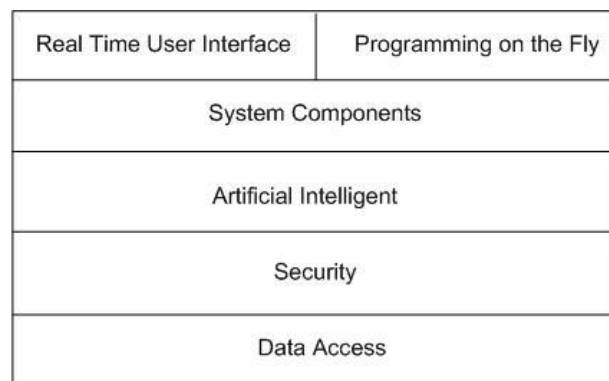 Real Time User Interface
Programming on the Fly
System Components
Artificial Intelligent
Security
Data Access